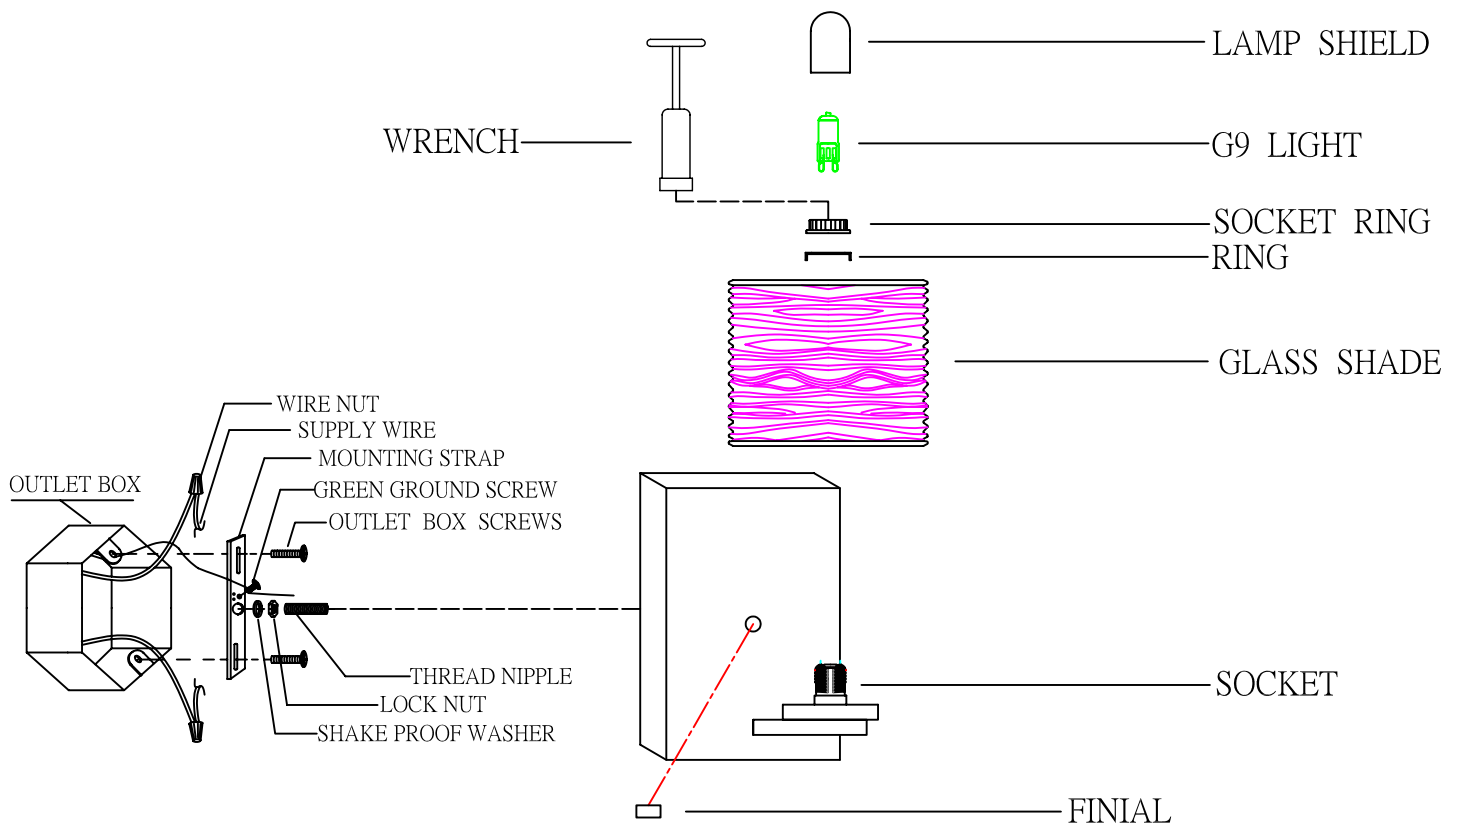 LAMP SHIELD
WRENCH
G9 LIGHT
SOCKET RING
RING
GLASS SHADE
WIRE NUT
SUPPLY WIRE
MOUNTING STRAP
OUTLET BOX
GREEN GROUND SCREW
OUTLET BOX SCREWS
THREAD NIPPLE
LOCK NUT
SHAKE PROOF WASHER
SOCKET
FINIAL